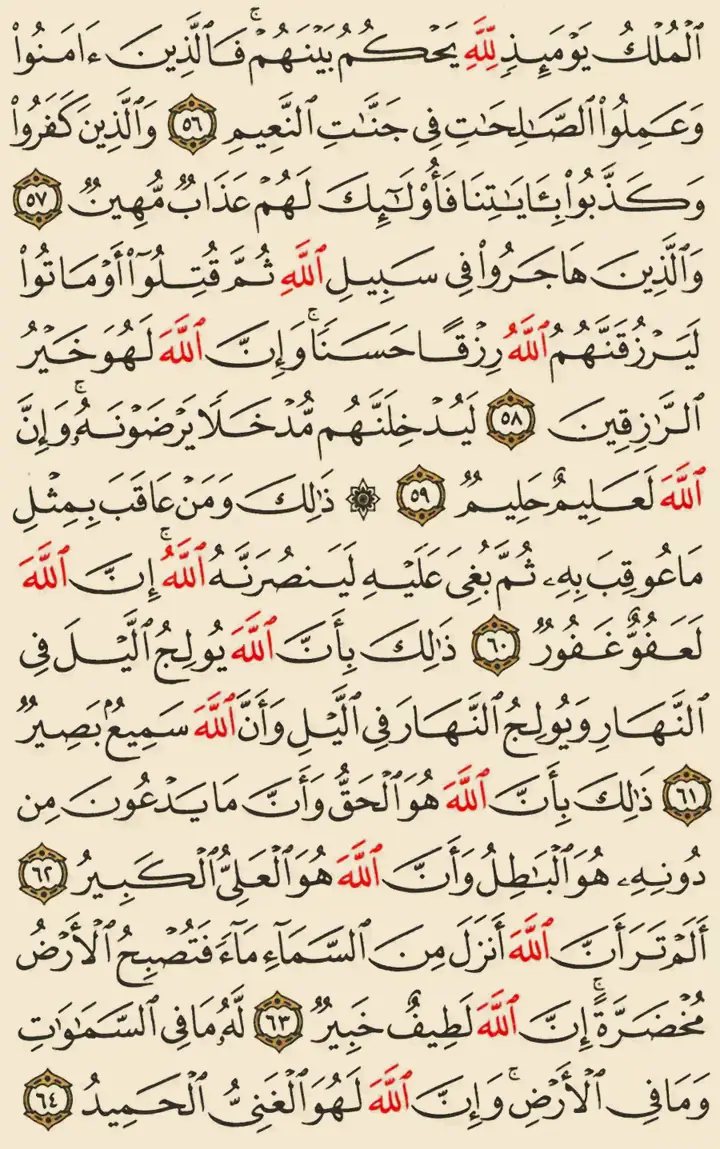 ٱلْمُلْكُ يَوْمَئِذٍ لِّلَّهِ يَحْكُمُ بَيْنَهُمْ ۚ فَٱلَّذِينَ ءَامَنُوا۟
وَعَمِلُوا۟ ٱلصَّـٰلِحَـٰتِ فِى جَنَّـٰتِ ٱلنَّعِيمِ ٥٦ وَٱلَّذِينَ كَفَرُوا۟
وَكَذَّبُوا۟ بِـَٔايَـٰتِنَا فَأُو۟لَـٰٓئِكَ لَهُمْ عَذَابٌ مُّهِينٌ ٥٧
وَٱلَّذِينَ هَاجَرُوا۟ فِى سَبِيلِ ٱللَّهِ ثُمَّ قُتِلُوٓا۟ أَوْ مَاتُوا۟
لَيَرْزُقَنَّهُمُ ٱللَّهُ رِزْقًا حَسَنًا ۚ وَإِنَّ ٱللَّهَ لَهُوَ خَيْرُ
ٱلرَّٰزِقِينَ ٥٨ لَيُدْخِلَنَّهُم مُّدْخَلًا يَرْضَوْنَهُۥ ۗ وَإِنَّ
ٱللَّهَ لَعَلِيمٌ حَلِيمٌ ٥٩ ۞ ذَٰلِكَ وَمَنْ عَاقَبَ بِمِثْلِ
مَا عُوقِبَ بِهِۦ ثُمَّ بُغِىَ عَلَيْهِ لَيَنصُرَنَّهُ ٱللَّهُ ۗ إِنَّ ٱللَّهَ
لَعَفُوٌّ غَفُورٌ ٦٠ ذَٰلِكَ بِأَنَّ ٱللَّهَ يُولِجُ ٱلَّيْلَ فِى
ٱلنَّهَارِ وَيُولِجُ ٱلنَّهَارَ فِى ٱلَّيْلِ وَأَنَّ ٱللَّهَ سَمِيعٌۢ بَصِيرٌ
٦١ ذَٰلِكَ بِأَنَّ ٱللَّهَ هُوَ ٱلْحَقُّ وَأَنَّ مَا يَدْعُونَ مِن
دُونِهِۦ هُوَ ٱلْبَـٰطِلُ وَأَنَّ ٱللَّهَ هُوَ ٱلْعَلِىُّ ٱلْكَبِيرُ ٦٢
أَلَمْ تَرَ أَنَّ ٱللَّهَ أَنزَلَ مِنَ ٱلسَّمَآءِ مَآءً فَتُصْبِحُ ٱلْأَرْضُ
مُخْضَرَّةً ۗ إِنَّ ٱللَّهَ لَطِيفٌ خَبِيرٌ ٦٣ لَّهُۥ مَا فِى ٱلسَّمَـٰوَٰتِ
وَمَا فِى ٱلْأَرْضِ ۗ وَإِنَّ ٱللَّهَ لَهُوَ ٱلْغَنِىُّ ٱلْحَمِيدُ ٦٤